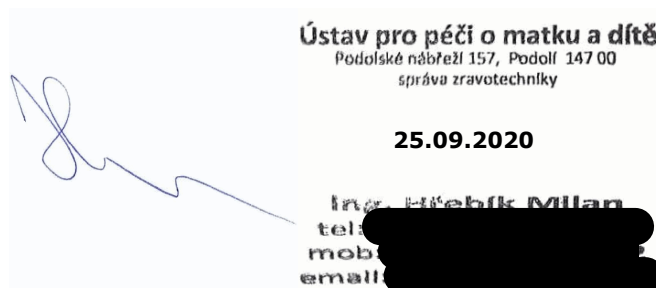 Ústav pro péči o matku a dítě
Podolské nábřeží 157, Podolí 147 00
správa zravotechniky
25.09.2020
Ing. Hřebík Milan
tel:
mob:
email: